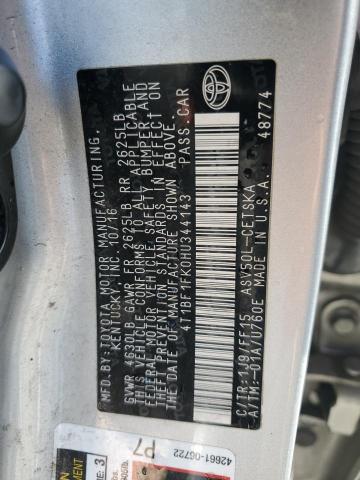 MFD.BY:TOYOTA MOTOR MANUFACTURING,
KENTUCKY,INC. 10/16
GVWR 4630LB GAWR FR 2625LB RR 2625LB
THIS VEHICLE CONFORMS TO ALL APPLICABLE
FEDERAL MOTOR VEHICLE SAFETY,BUMPER,AND
THEFT PREVENTION STANDARDS IN EFFECT ON
THE DATE OF MANUFACTURE SHOWN ABOVE.
4T1BF1FK0HU344143 PASS.CAR
C/TR:1J9/FF15 ASV50L-CETSKA
A/TM:-01A/U760E MADE IN U.S.A. 48774
42661-06722
P7
3